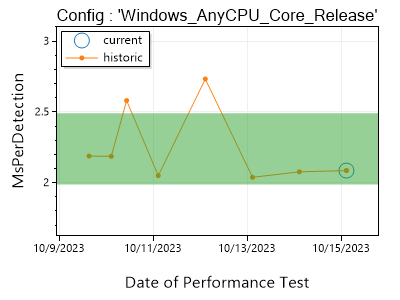 Config : 'Windows_AnyCPU_Core_Release'
current
historic
3
2.5
2
MsPerDetection
10/9/2023
10/11/2023
10/13/2023
10/15/2023
Date of Performance Test